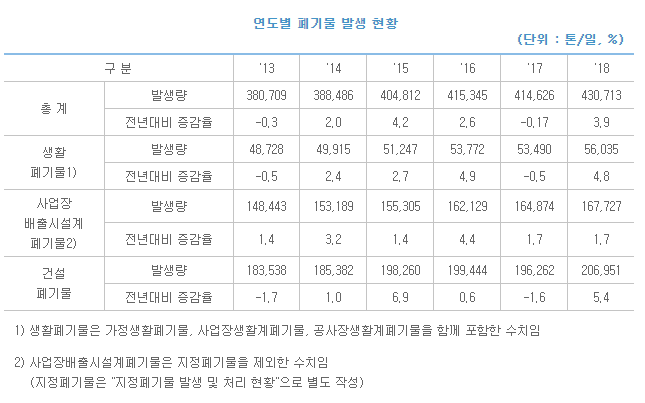 연도별 폐기물 발생 현황
(단위 : 톤/일, %)
구 분 '13 '14 '15 '16 '17 '18
총 계 발생량 380,709 388,486 404,812 415,345 414,626 430,713
전년대비 증감율 -0.3 2.0 4.2 2.6 -0.17 3.9
생활
폐기물1) 발생량 48,728 49,915 51,247 53,772 53,490 56,035
전년대비 증감율 -0.5 2.4 2.7 4.9 -0.5 4.8
사업장
배출시설계
폐기물2) 발생량 148,443 153,189 155,305 162,129 164,874 167,727
전년대비 증감율 1.4 3.2 1.4 4.4 1.7 1.7
건설
폐기물 발생량 183,538 185,382 198,260 199,444 196,262 206,951
전년대비 증감율 -1.7 1.0 6.9 0.6 -1.6 5.4
1) 생활폐기물은 가정생활폐기물, 사업장생활계폐기물, 공사장생활계폐기물을 함께 포함한 수치임
2) 사업장배출시설계폐기물은 지정폐기물을 제외한 수치임
(지정폐기물은 "지정폐기물 발생 및 처리 현황"으로 별도 작성)